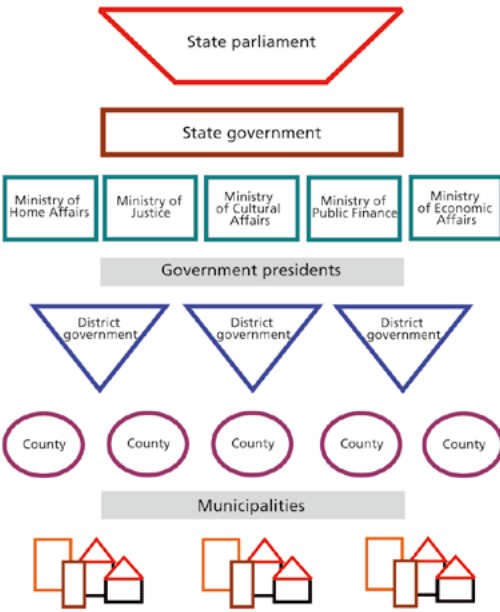 State parliament
State government
Ministry of
Home Affairs
Ministry of
Justice
Ministry
of Cultural
Affairs
Ministry of
Public Finance
Ministry
of Economic
Affairs
Government presidents
District
government
District
government
District
government
County
County
County
County
County
Municipalities